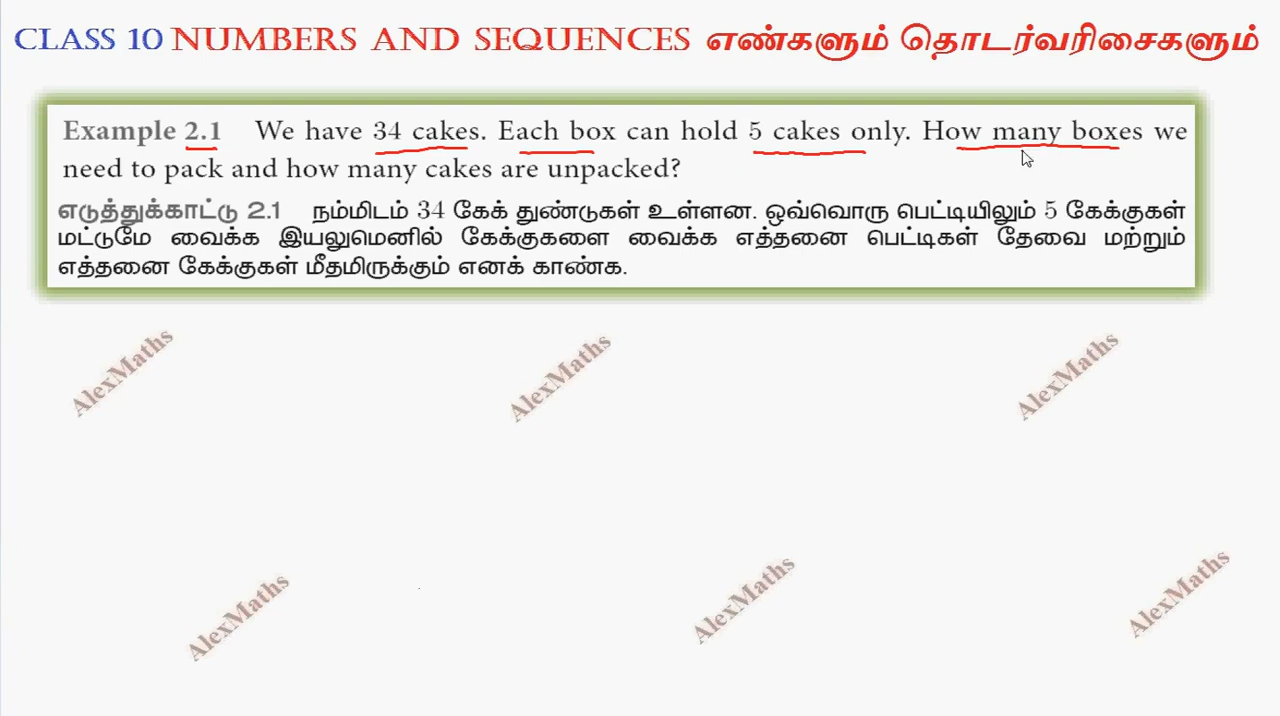 CLASS 10 NUMBERS AND SEQUENCES எண்களும் தொடர்வரிசைகளும்
Example 2.1 We have 34 cakes. Each box can hold 5 cakes only. How many boxes we
need to pack and how many cakes are unpacked?
எடுத்துக்காட்டு 2.1 நம்மிடம் 34 கேக் துண்டுகள் உள்ளன. ஒவ்வொரு பெட்டியிலும் 5 கேக்குகள்
மட்டுமே வைக்க இயலுமெனில் கேக்குகளை வைக்க எத்தனை பெட்டிகள் தேவை மற்றும்
எத்தனை கேக்குகள் மீதமிருக்கும் எனக் காண்க.
AlexMaths
AlexMaths
AlexMaths
AlexMaths
AlexMaths
AlexMaths